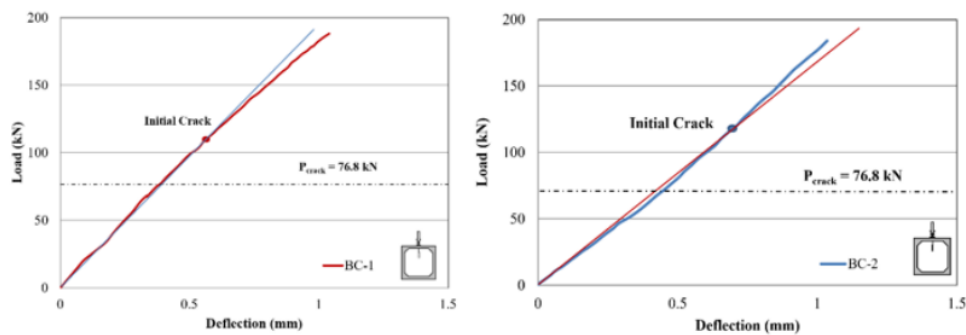 200
150
100
50
0
Load (kN)
Initial Crack
P_crack = 76.8 kN
BC-1
0 0.5 1 1.5
Deflection (mm)
200
150
100
50
0
Load (kN)
Initial Crack
P_crack = 76.8 kN
BC-2
0 0.5 1 1.5
Deflection (mm)